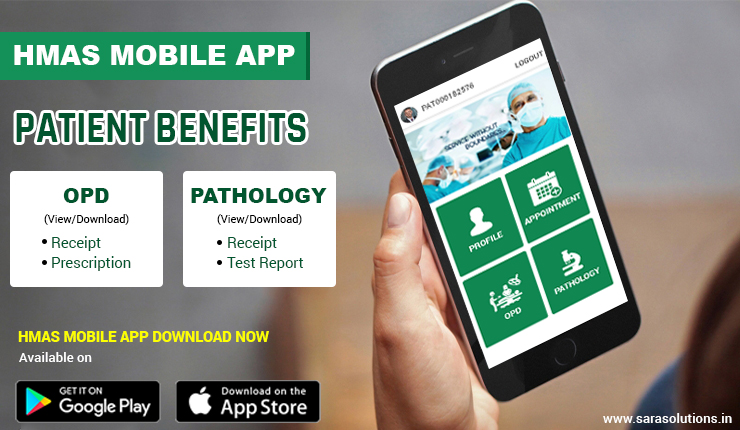 HMAS MOBILE APP
PATIENT BENEFITS
OPD
(View/Download)
• Receipt
• Prescription
PATHOLOGY
(View/Download)
• Receipt
• Test Report
HMAS MOBILE APP DOWNLOAD NOW
Available on
GET IT ON
Google Play
Download on the
App Store
LOGOUT
PAT000182576
SERVICE WITHOUT
BOUNDARIES
PROFILE
APPOINTMENT
OPD
PATHOLOGY
www.sarasolutions.in